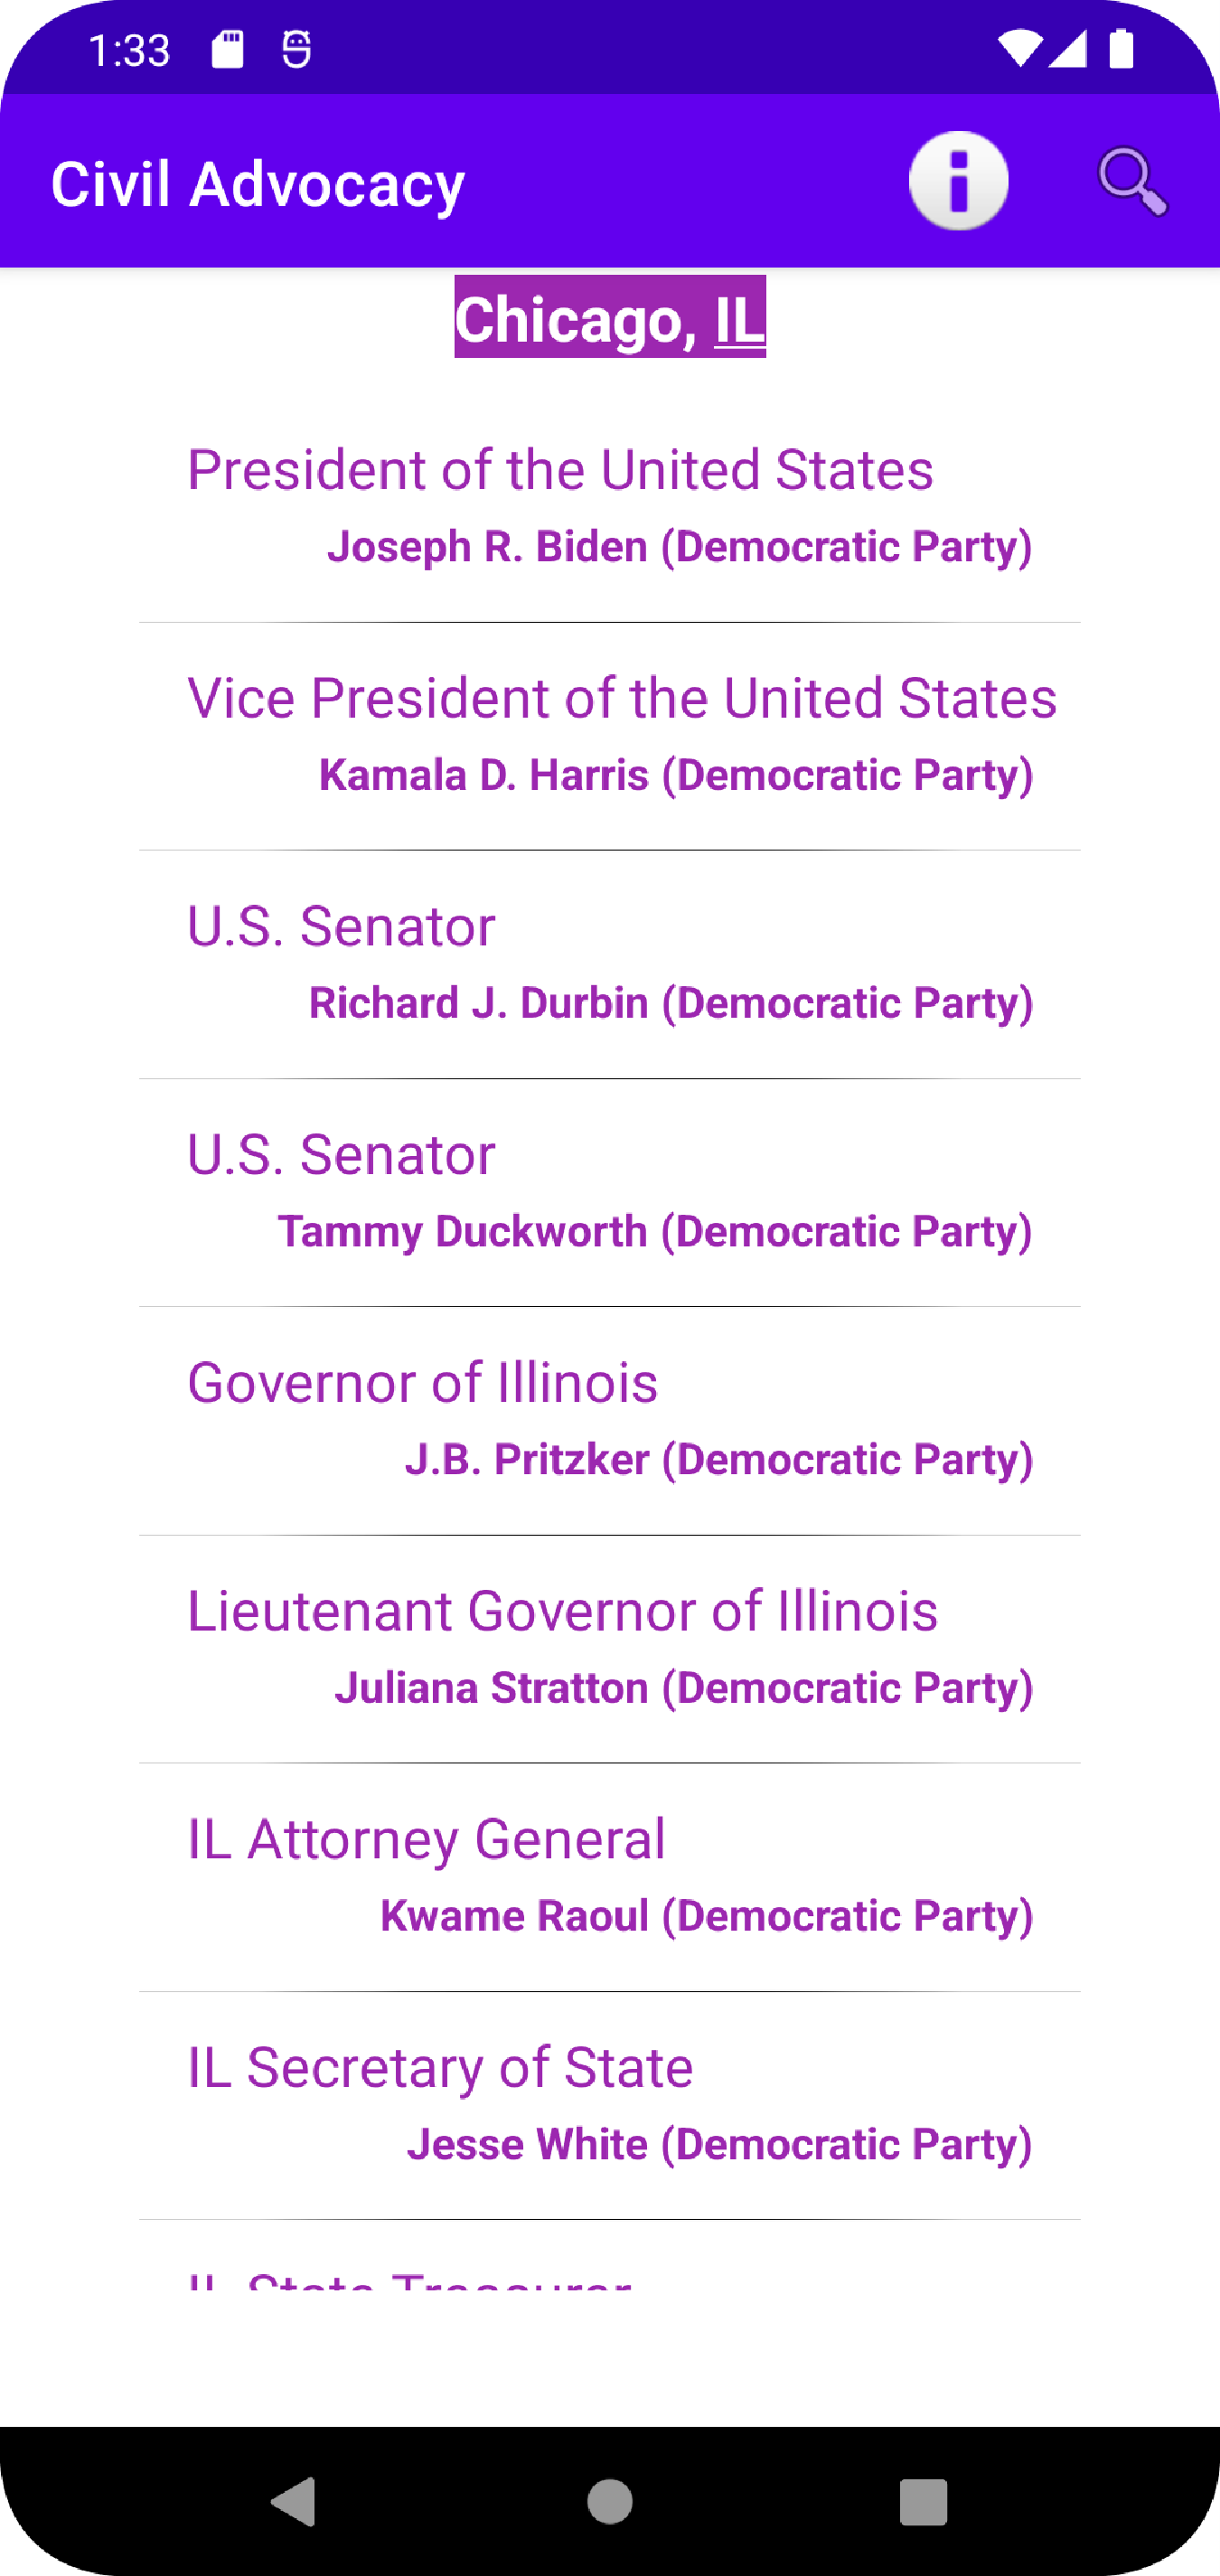 1:33
Civil Advocacy
Chicago, IL
President of the United States
Joseph R. Biden (Democratic Party)
Vice President of the United States
Kamala D. Harris (Democratic Party)
U.S. Senator
Richard J. Durbin (Democratic Party)
U.S. Senator
Tammy Duckworth (Democratic Party)
Governor of Illinois
J.B. Pritzker (Democratic Party)
Lieutenant Governor of Illinois
Juliana Stratton (Democratic Party)
IL Attorney General
Kwame Raoul (Democratic Party)
IL Secretary of State
Jesse White (Democratic Party)
IL State Treasurer